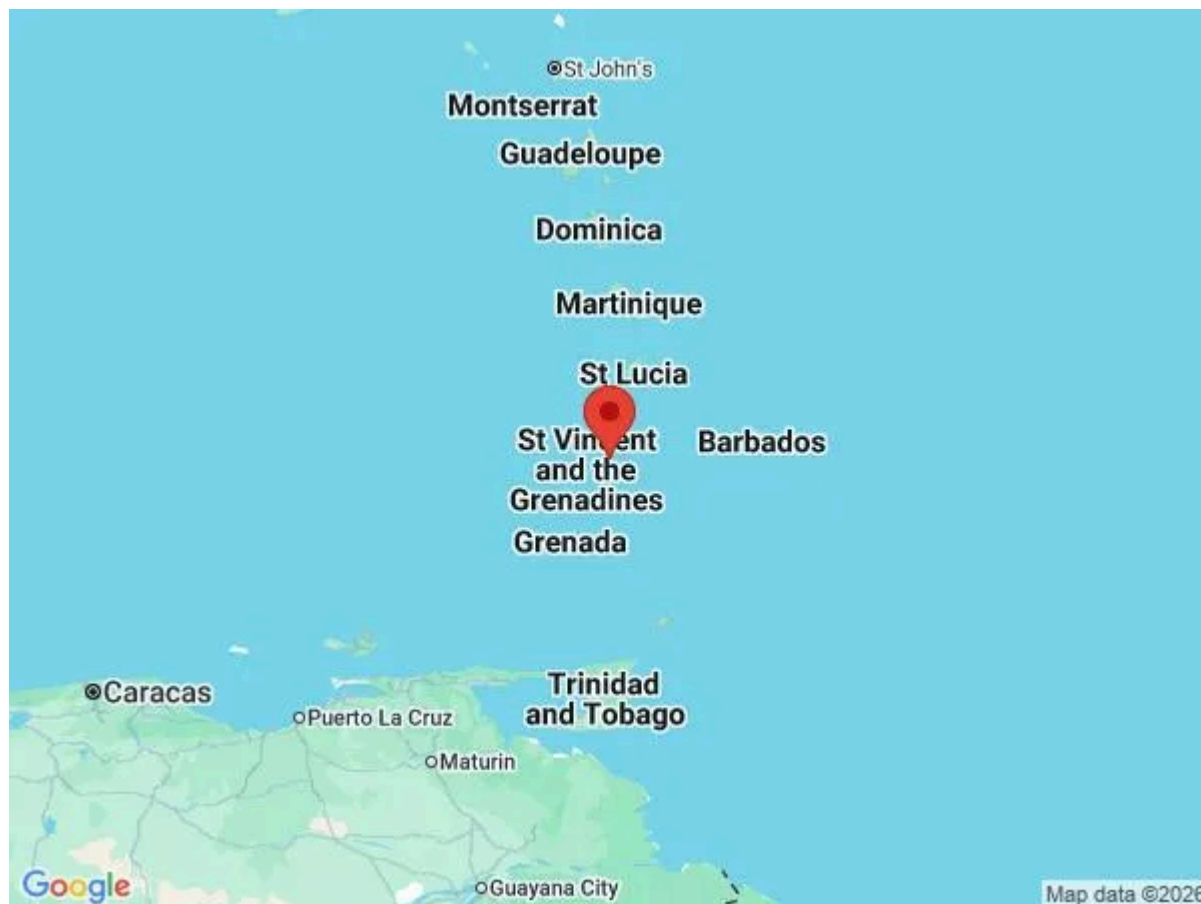 St John's
Montserrat
Guadeloupe
Dominica
Martinique
St Lucia
St Vincent
and the
Grenadines
Barbados
Grenada
Trinidad
and Tobago
Caracas
Puerto La Cruz
Maturin
Guayana City
Google
Map data ©2026